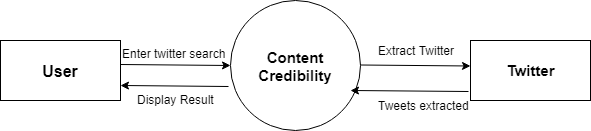 Enter twitter search
Extract Twitter
User
Content
Credibility
Twitter
Display Result
Tweets extracted